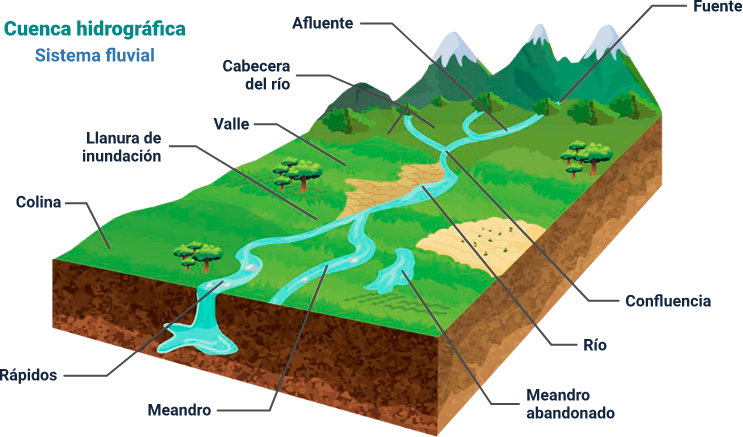 Cuenca hidrográfica
Sistema fluvial
Fuente
Afluente
Cabecera
del río
Valle
Llanura de
inundación
Colina
Confluencia
Río
Rápidos
Meandro
Meandro
abandonado